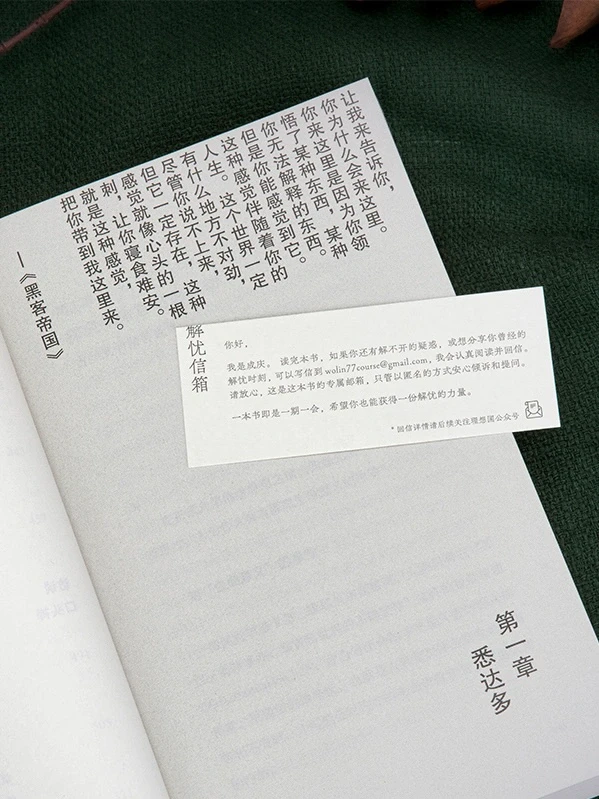 让我来告诉你，
你为什么会来这里。
你来这里是因为你领
悟了某种东西，某种
你无法解释的东西。
但是你能感觉到它。
这种感觉伴随着你的
人生。这个世界一定
有什么地方不对劲，
尽管你说不上来，
但它一定存在，这种
感觉就像心头的一根
刺，让你寝食难安。
就是这种感觉，
把你带到我这里来。
—《黑客帝国》
解忧信箱
你好，
我是成庆。 读完本书，如果你还有解不开的疑惑，或想分享你曾经的
解忧时刻，可以写信到 wolin77course@gmail.com，我会认真阅读并回信。
请放心，这是这本书的专属邮箱，只管以匿名的方式安心倾诉和提问。
一本书即是一期一会，希望你也能获得一份解忧的力量。
* 回信详情请后续关注理想国公众号
第一章
悉达多